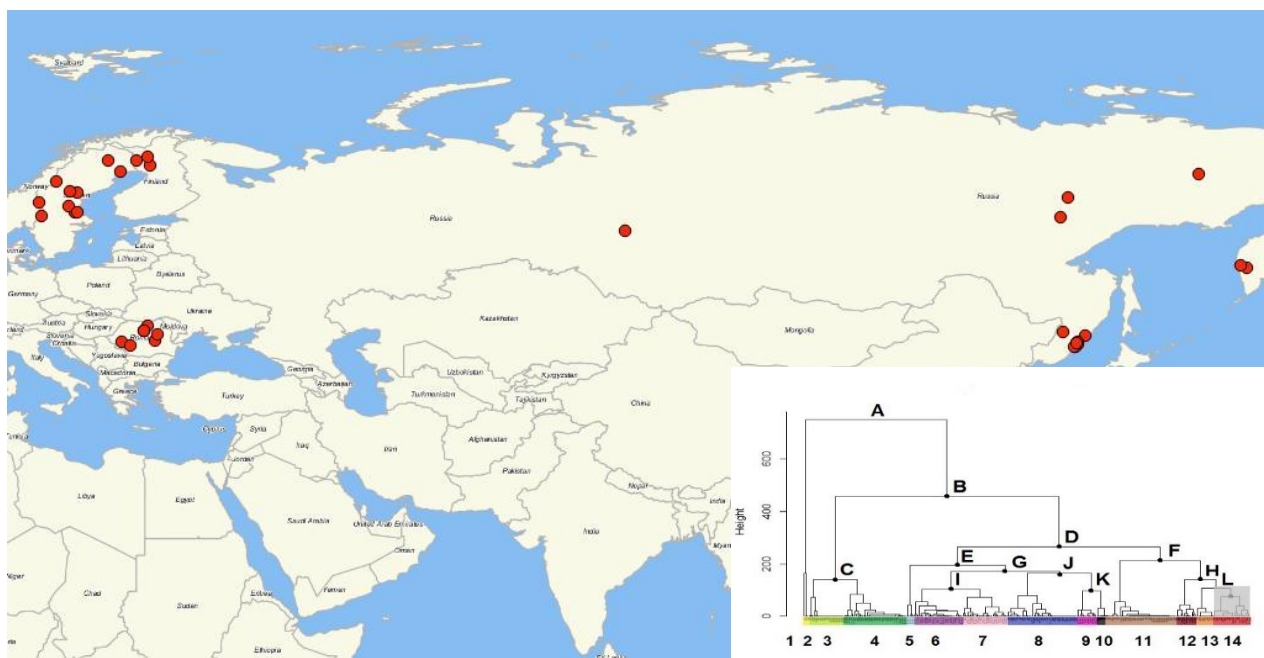 Svalbard
Norway
Finland
Russia
Russia
Estonia
Latvia
Lithuania
Byelarus
Germany
Poland
Ukraine
Slovakia
Austria
Hungary
Moldova
Slovenia
Croatia
Yugoslavia
Italy
Bulgaria
Macedonia
Greece
Kazakhstan
Mongolia
Georgia
Azerbaijan
Uzbekistan
Kyrgyzstan
Turkmenistan
Tajikistan
Turkey
China
Cyprus
Syria
Iraq
Iran
Afghanistan
Jordan
Pakistan
Nepal
Libya
Egypt
Saudi Arabia
United Arab Emirates
India
Oman
Niger
Chad
Sudan
Eritrea
Yemen
Ethiopia
A
B
C
D
E
F
G
H
I
J
K
L
Height
600
400
200
0
1 2 3 4 5 6 7 8 9 10 11 12 13 14